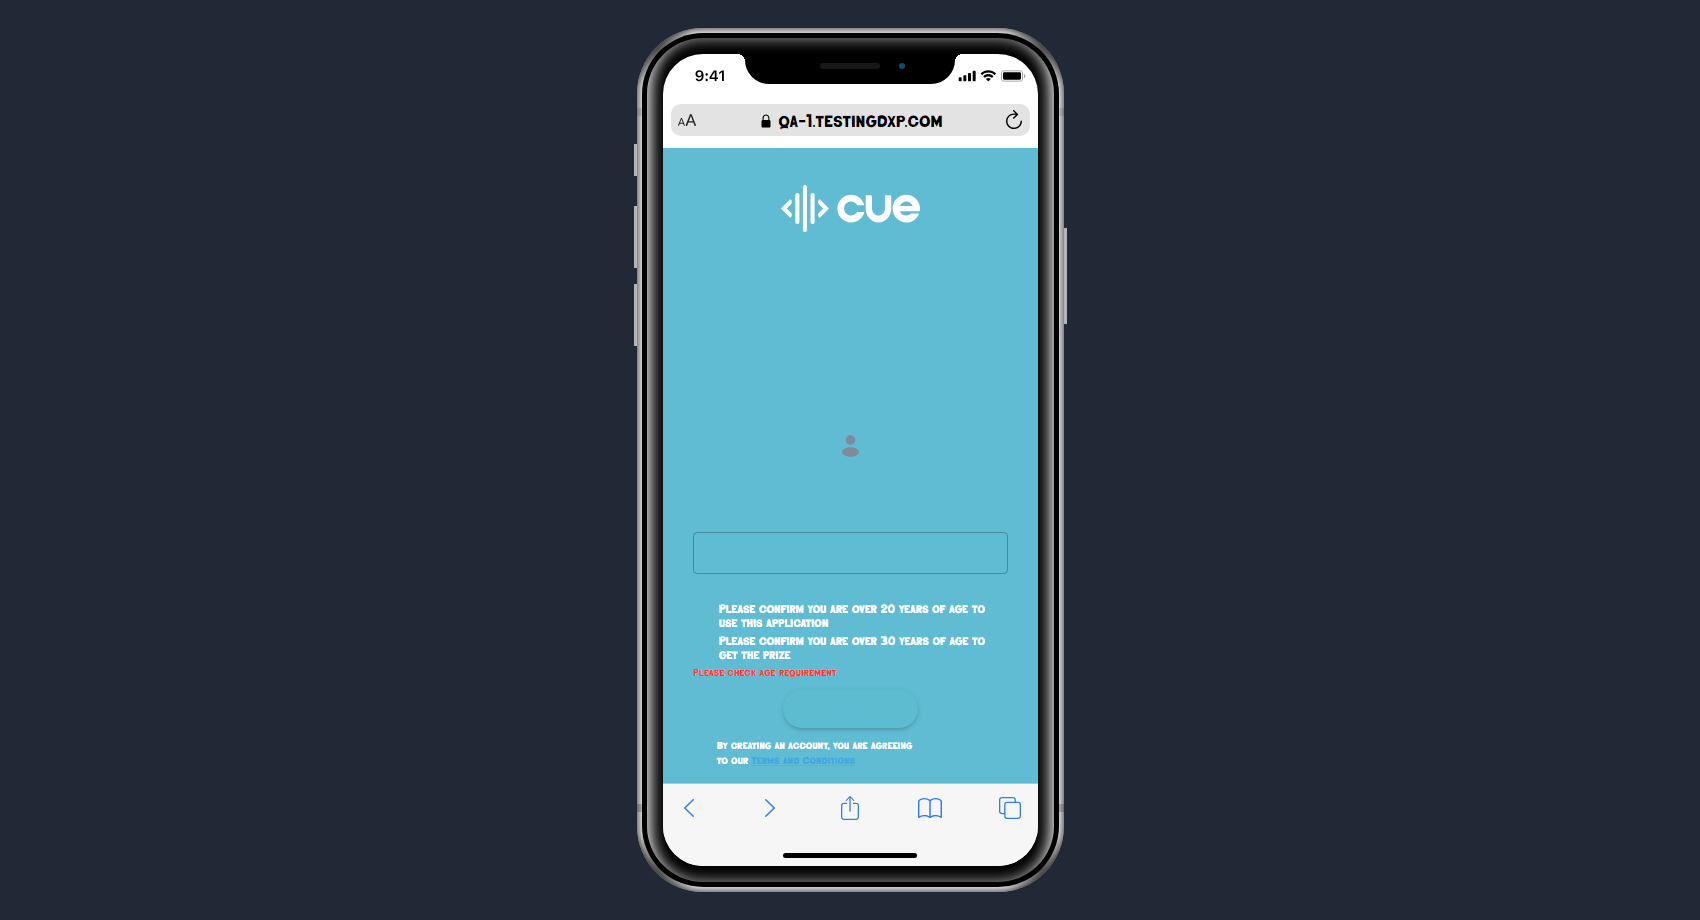 9:41
AA
QA-1.TESTINGDXP.COM
cue
Please confirm you are over 20 years of age to
use this application
Please confirm you are over 30 years of age to
get the prize
Please check age requirement
By creating an account, you are agreeing
to our Terms and Conditions